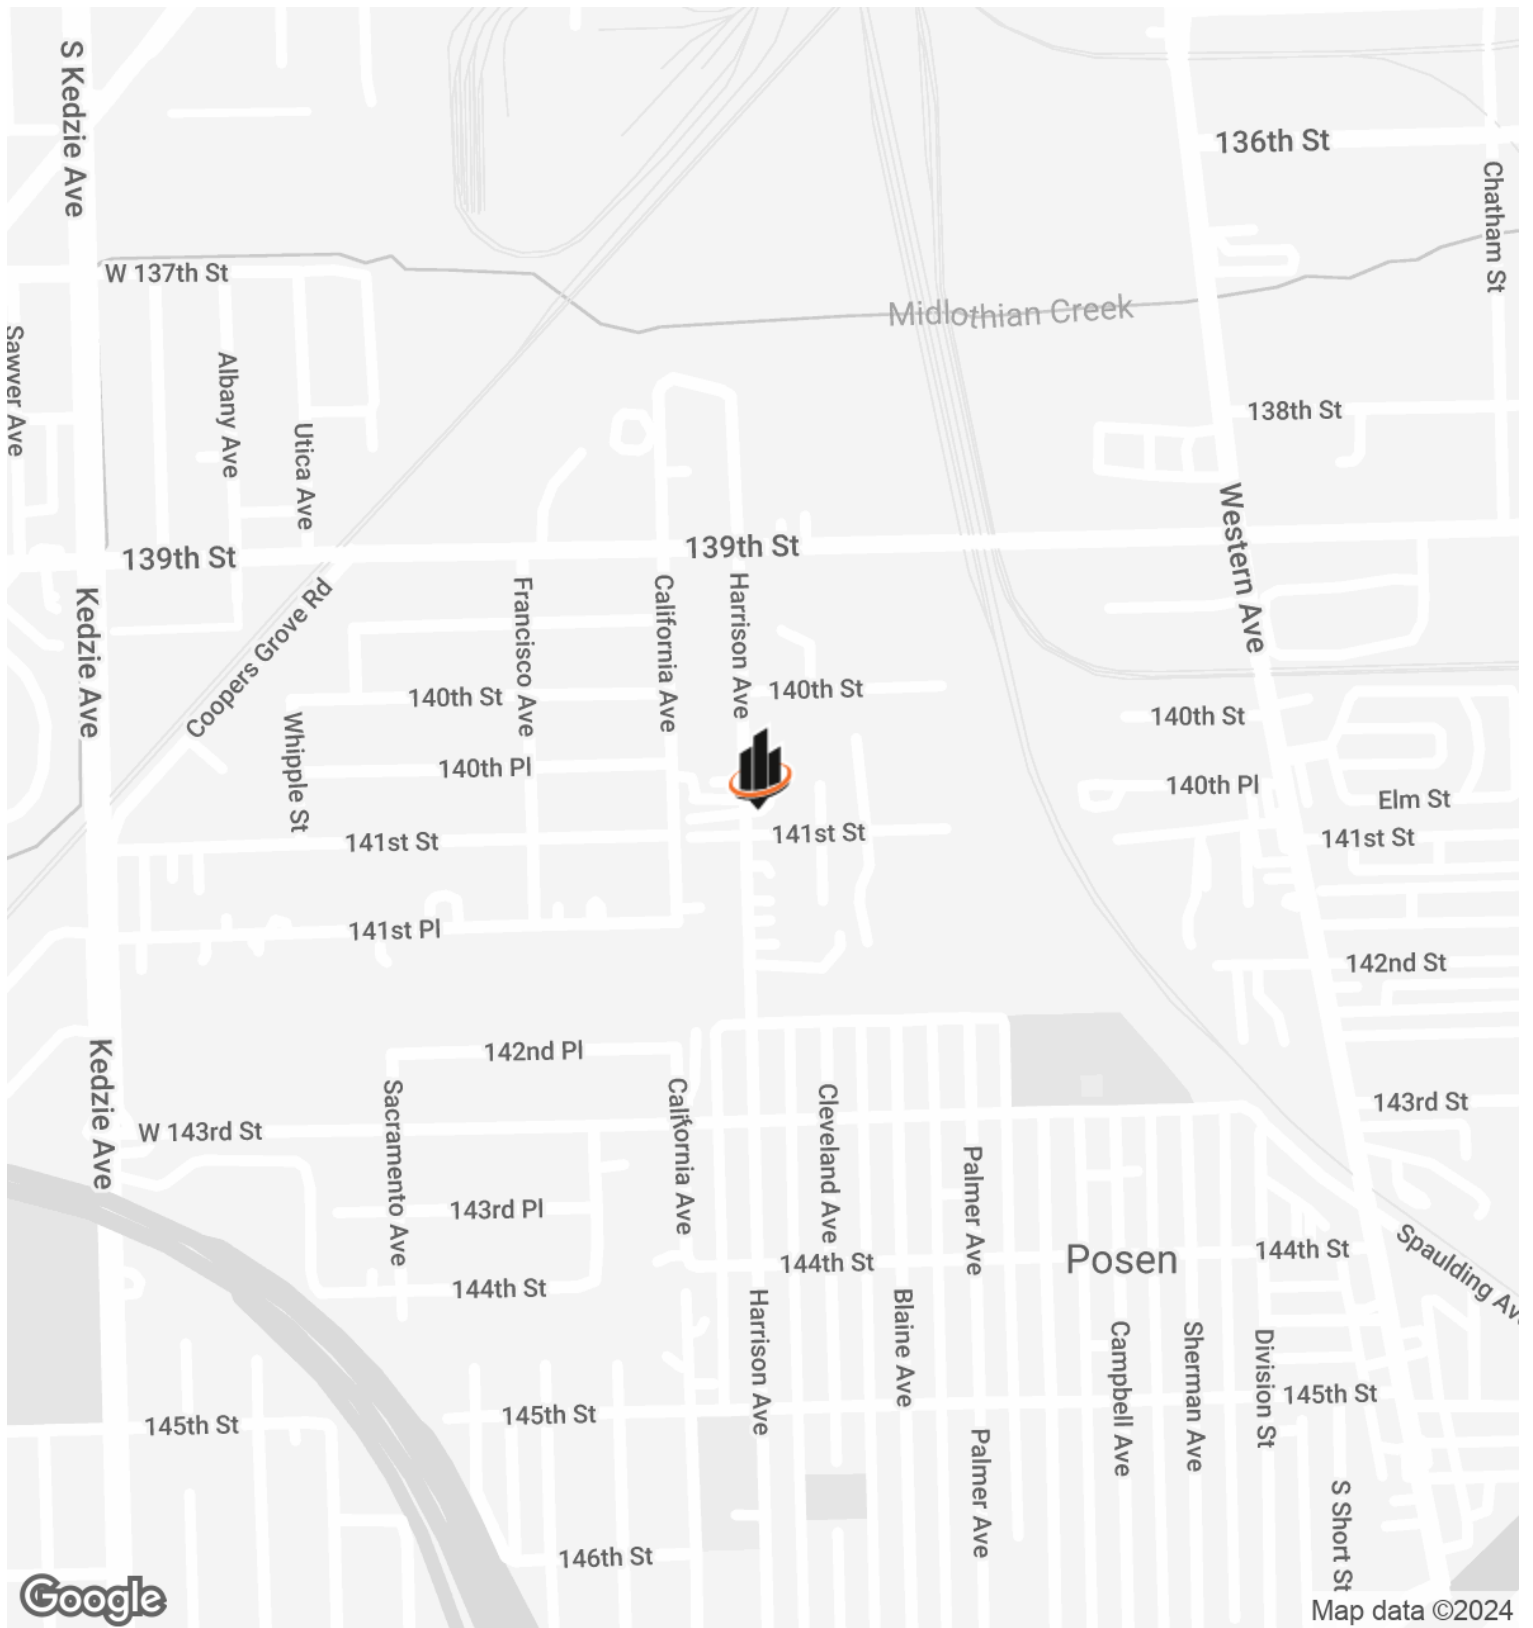 S Kedzie Ave
136th St
Chatham St
W 137th St
Midlothian Creek
Sawyer Ave
Albany Ave
Utica Ave
138th St
Western Ave
139th St
139th St
Kedzie Ave
Coopers Grove Rd
Francisco Ave
California Ave
Harrison Ave
140th St
140th St
140th St
Whipple St
140th Pl
140th Pl
Elm St
141st St
141st St
141st St
141st Pl
142nd St
Kedzie Ave
142nd Pl
Sacramento Ave
California Ave
Cleveland Ave
143rd St
W 143rd St
Palmer Ave
143rd Pl
Posen
144th St
144th St
144th St
Spaulding Av
Harrison Ave
Blaine Ave
Campbell Ave
Sherman Ave
Division St
145th St
145th St
145th St
Palmer Ave
S Short St
146th St
Google
Map data ©2024